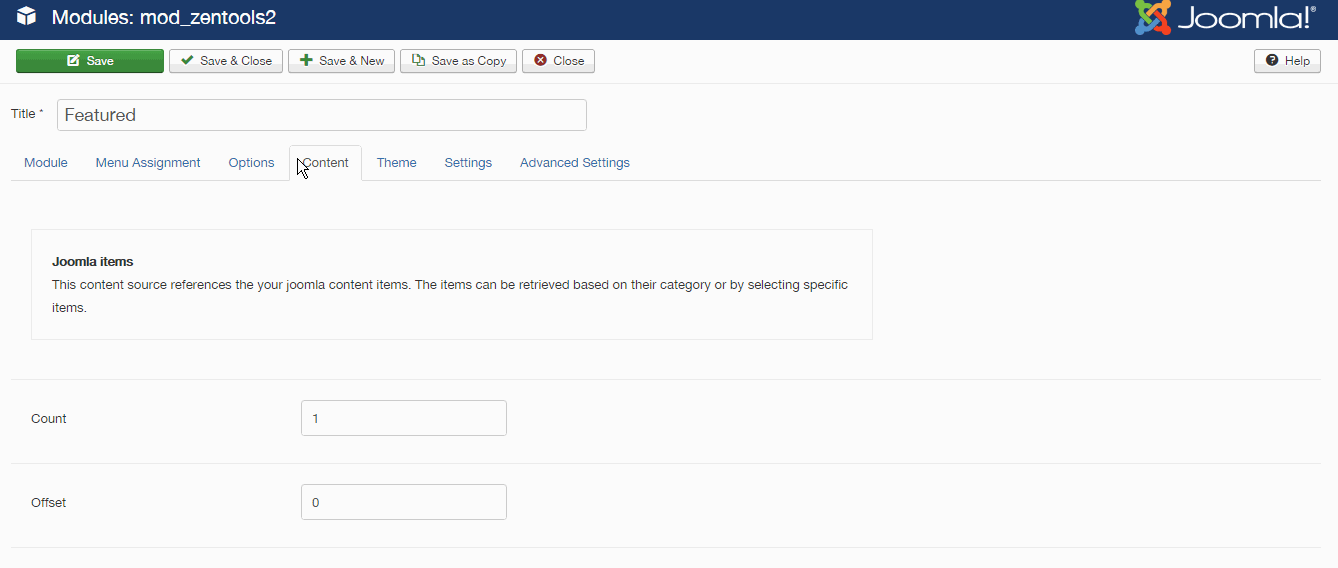 Modules: mod_zentools2
Joomla!®
Save
Save & Close
Save & New
Save as Copy
Close
Help
Title *
Featured
Module
Menu Assignment
Options
Content
Theme
Settings
Advanced Settings
Joomla items
This content source references the your joomla content items. The items can be retrieved based on their category or by selecting specific
items.
Count
1
Offset
0